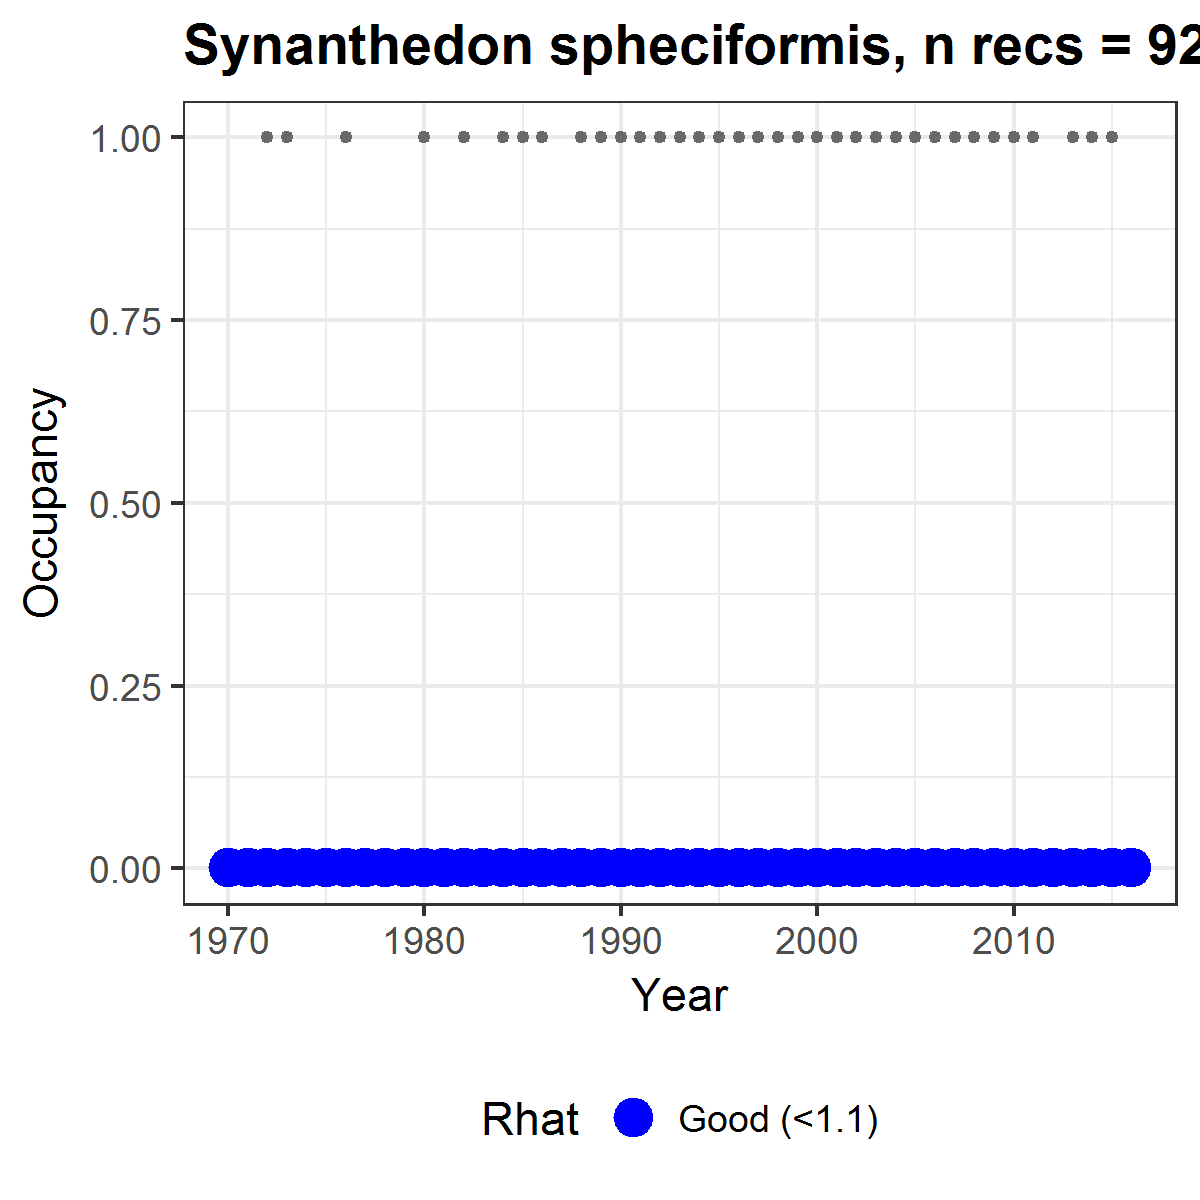 Synanthedon spheciformis, n recs = 92
1.00
0.75
0.50
0.25
0.00
Occupancy
1970 1980 1990 2000 2010
Year
Rhat Good (<1.1)